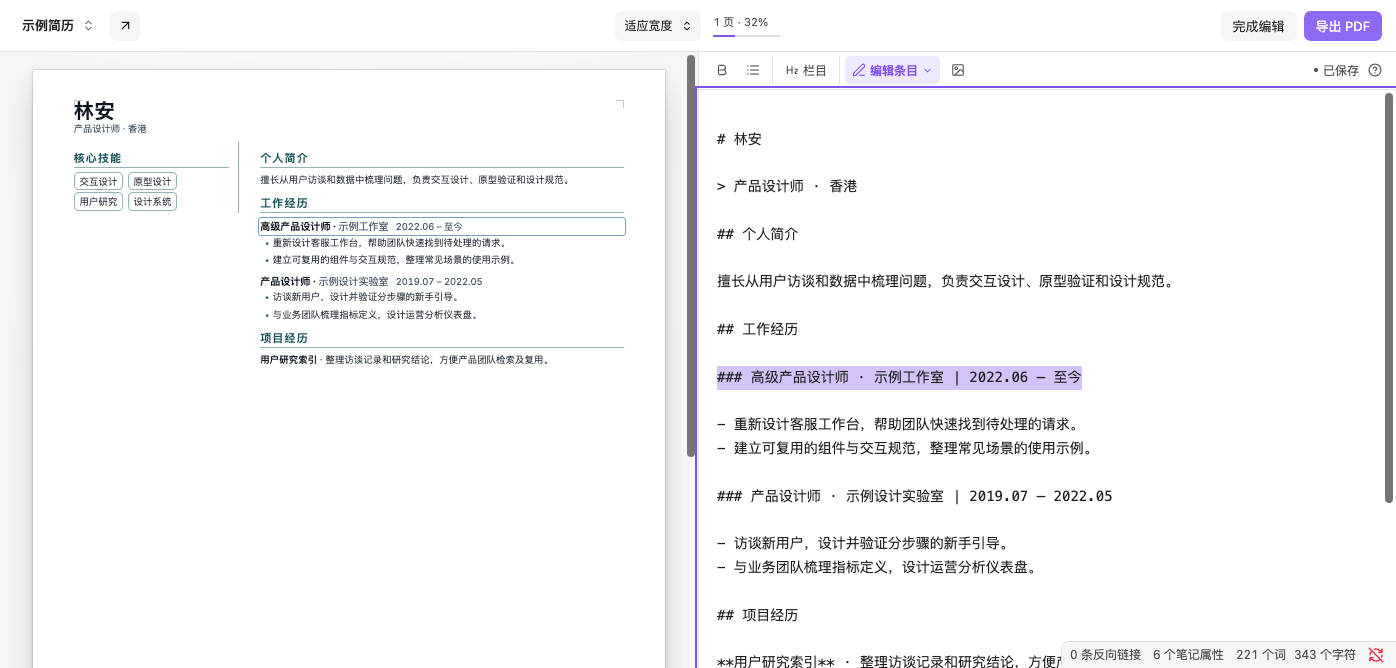 示例简历
适应宽度
1 页 · 32%
完成编辑
导出 PDF
林安
产品设计师 · 香港
核心技能
交互设计 原型设计
用户研究 设计系统
个人简介
擅长从用户访谈和数据中梳理问题，负责交互设计、原型验证和设计规范。
工作经历
高级产品设计师 · 示例工作室 2022.06 – 至今
• 重新设计客服工作台，帮助团队快速找到待处理的请求。
• 建立可复用的组件与交互规范，整理常见场景的使用示例。
产品设计师 · 示例设计实验室 2019.07 – 2022.05
• 访谈新用户，设计并验证分步骤的新手引导。
• 与业务团队梳理指标定义，设计运营分析仪表盘。
项目经历
用户研究索引 · 整理访谈记录和研究结论，方便产品团队检索及复用。
B
H₂ 栏目
编辑条目
• 已保存
# 林安
> 产品设计师 · 香港
## 个人简介
擅长从用户访谈和数据中梳理问题，负责交互设计、原型验证和设计规范。
## 工作经历
### 高级产品设计师 · 示例工作室 | 2022.06 – 至今
– 重新设计客服工作台，帮助团队快速找到待处理的请求。
– 建立可复用的组件与交互规范，整理常见场景的使用示例。
### 产品设计师 · 示例设计实验室 | 2019.07 – 2022.05
– 访谈新用户，设计并验证分步骤的新手引导。
– 与业务团队梳理指标定义，设计运营分析仪表盘。
## 项目经历
**用户研究索引** · 整理访谈记录和研究结论，方便
0 条反向链接 6 个笔记属性 221 个词 343 个字符